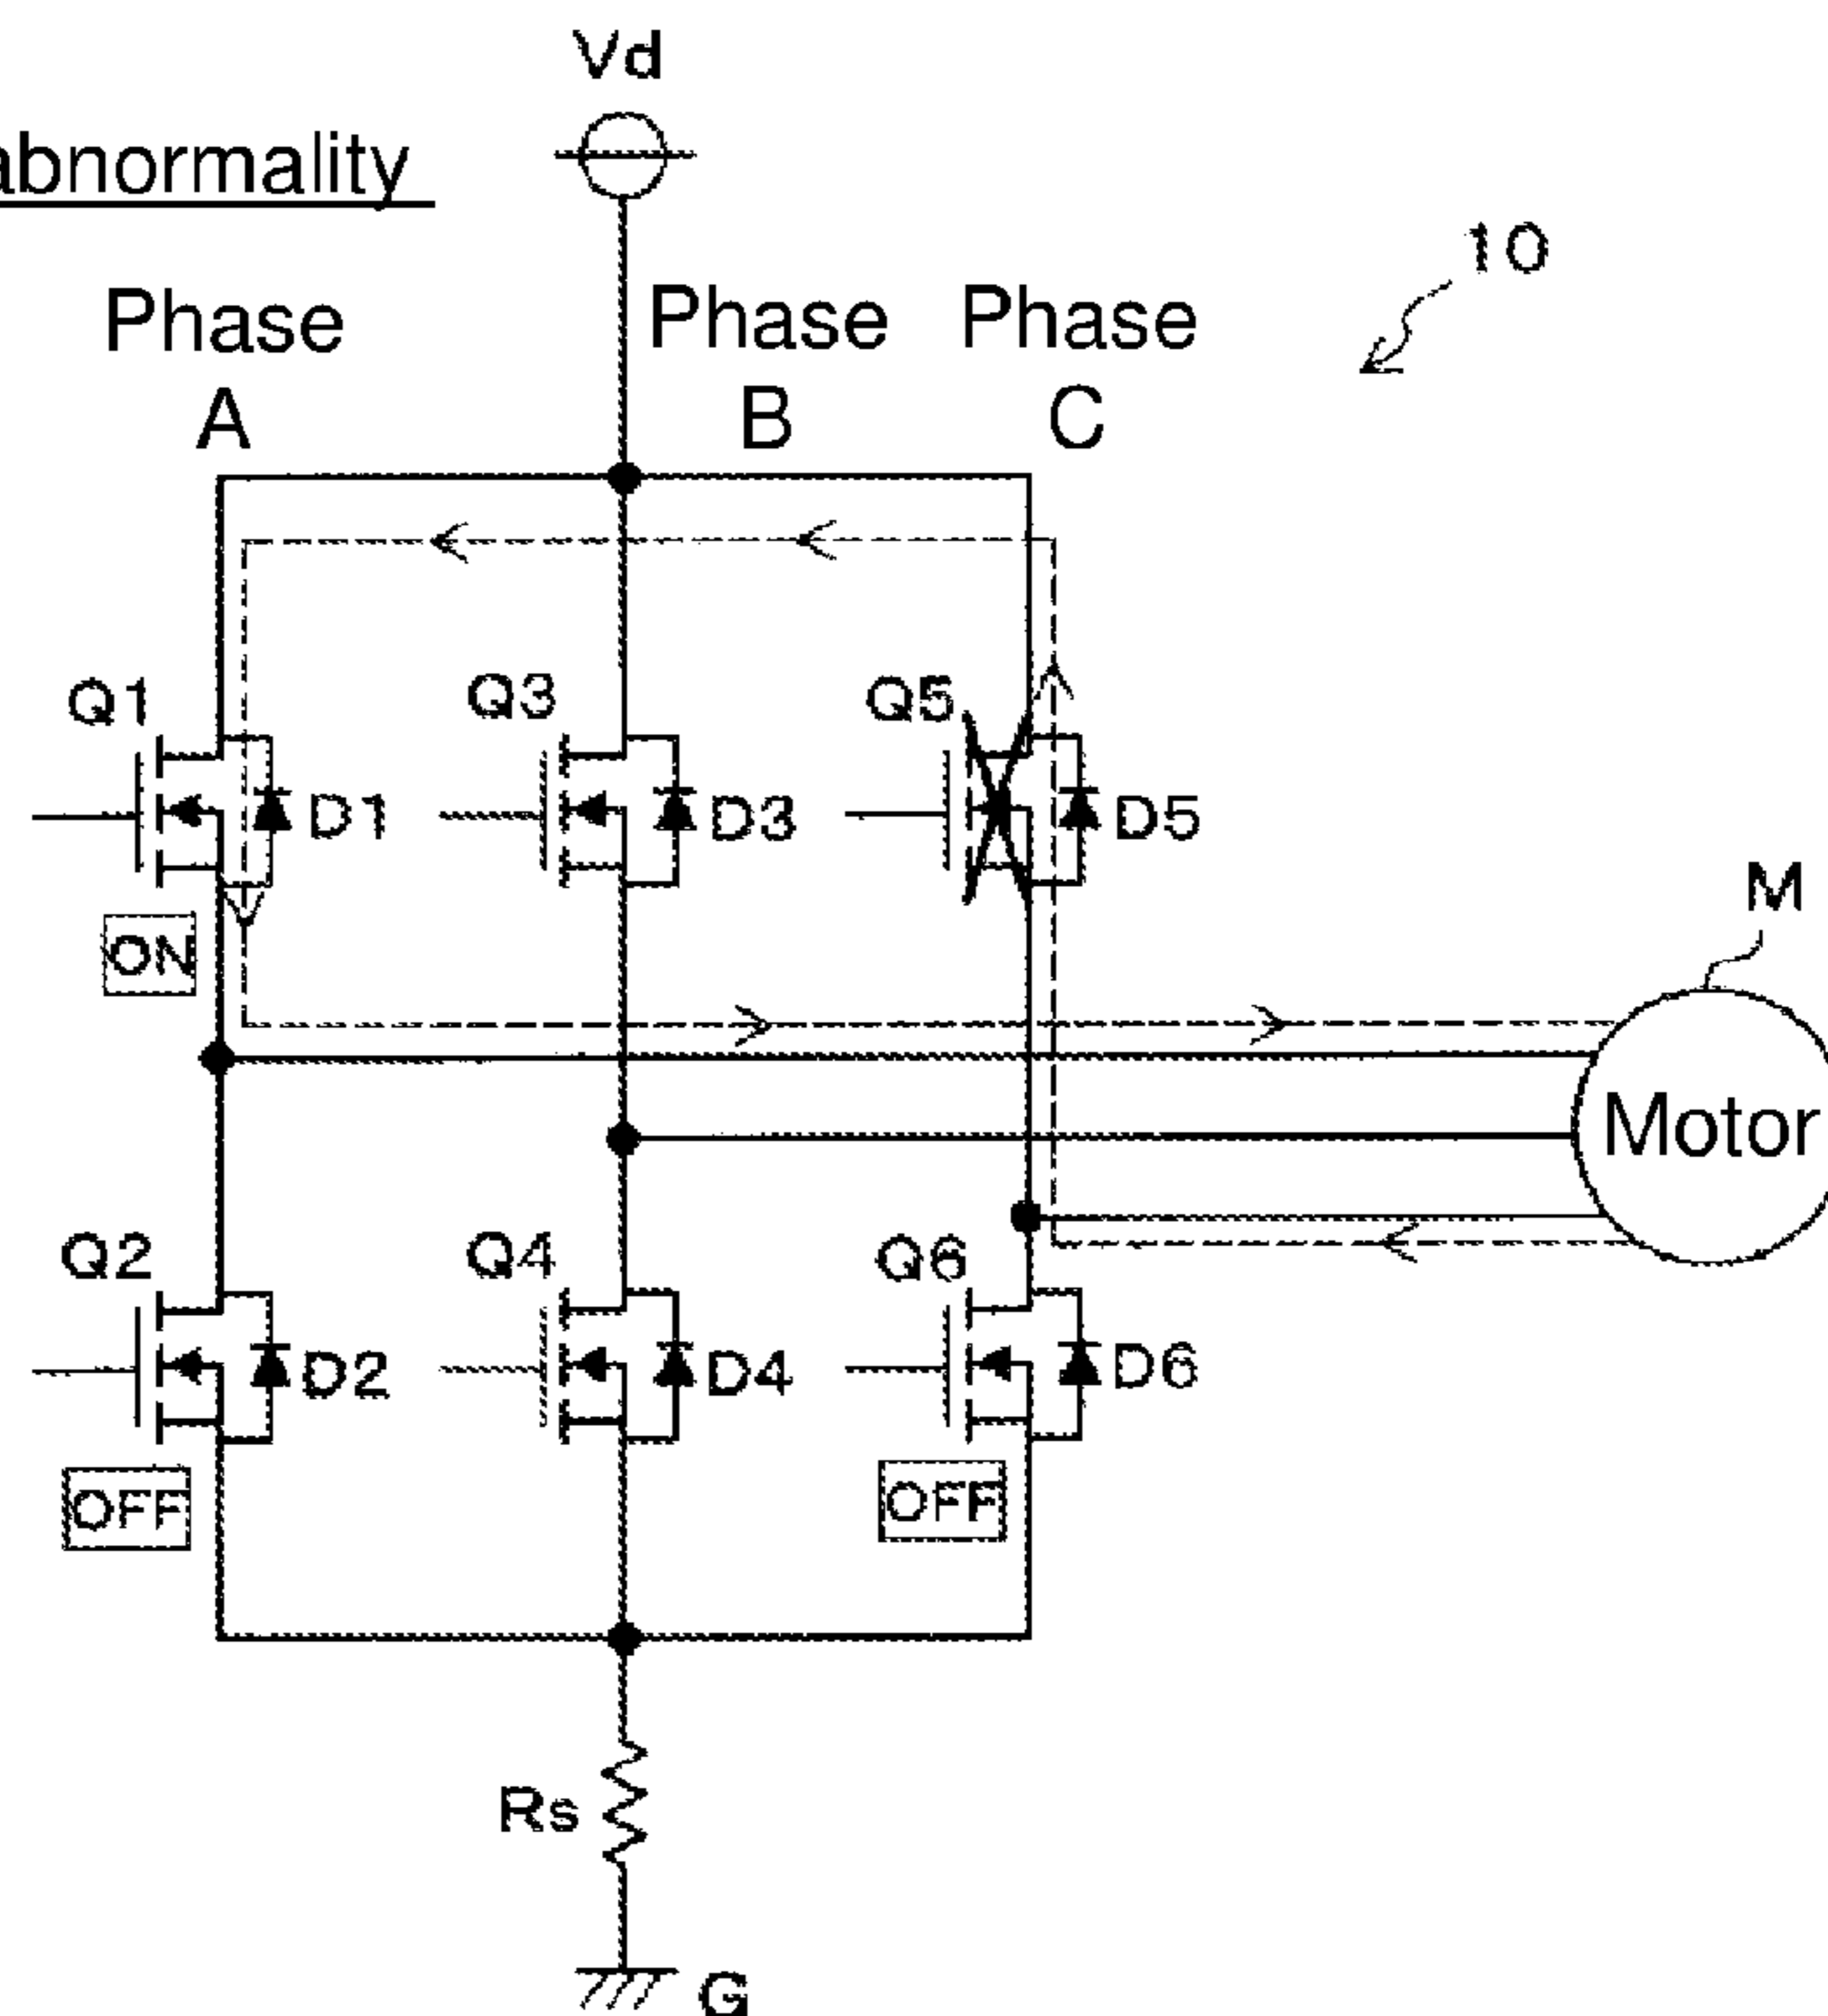 Vd
abnormality
10
Phase A
Phase B
Phase C
Q1
Q3
Q5
D1
D3
D5
ON
M
Motor
Q2
Q4
Q6
D2
D4
D6
OFF
OFF
Rs
G